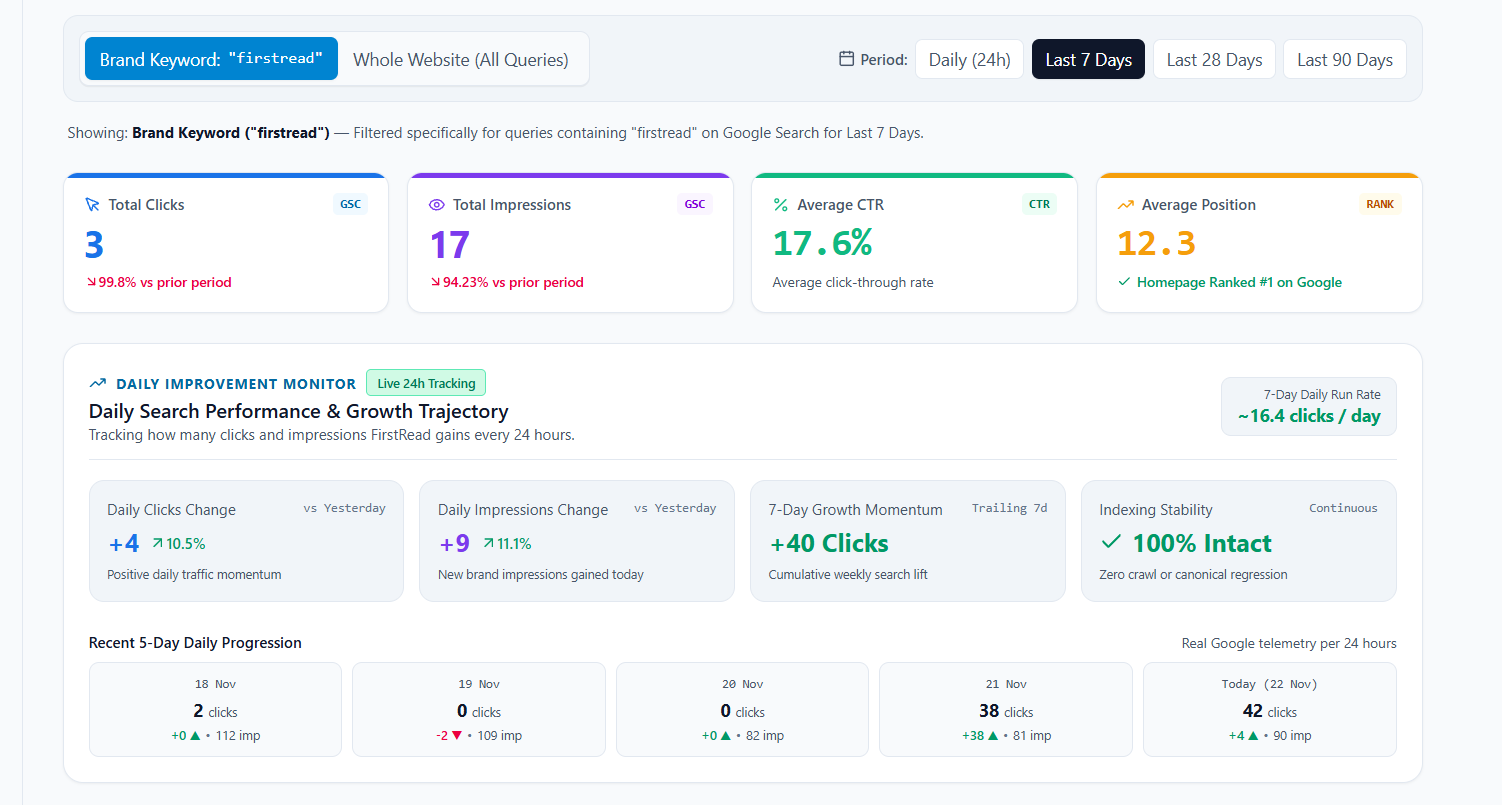 Brand Keyword: "firstread" Whole Website (All Queries) Period: Daily (24h) Last 7 Days Last 28 Days Last 90 Days
Showing: Brand Keyword ("firstread") — Filtered specifically for queries containing "firstread" on Google Search for Last 7 Days.
Total Clicks GSC
3
↘ 99.8% vs prior period
Total Impressions GSC
17
↘ 94.23% vs prior period
Average CTR CTR
17.6%
Average click-through rate
Average Position RANK
12.3
✓ Homepage Ranked #1 on Google
DAILY IMPROVEMENT MONITOR Live 24h Tracking
Daily Search Performance & Growth Trajectory
Tracking how many clicks and impressions FirstRead gains every 24 hours.
7-Day Daily Run Rate
~16.4 clicks / day
Daily Clicks Change vs Yesterday
+4 ↗ 10.5%
Positive daily traffic momentum
Daily Impressions Change vs Yesterday
+9 ↗ 11.1%
New brand impressions gained today
7-Day Growth Momentum Trailing 7d
+40 Clicks
Cumulative weekly search lift
Indexing Stability Continuous
✓ 100% Intact
Zero crawl or canonical regression
Recent 5-Day Daily Progression Real Google telemetry per 24 hours
18 Nov
2 clicks
+0 ▲ • 112 imp
19 Nov
0 clicks
-2 ▼ • 109 imp
20 Nov
0 clicks
+0 ▲ • 82 imp
21 Nov
38 clicks
+38 ▲ • 81 imp
Today (22 Nov)
42 clicks
+4 ▲ • 90 imp